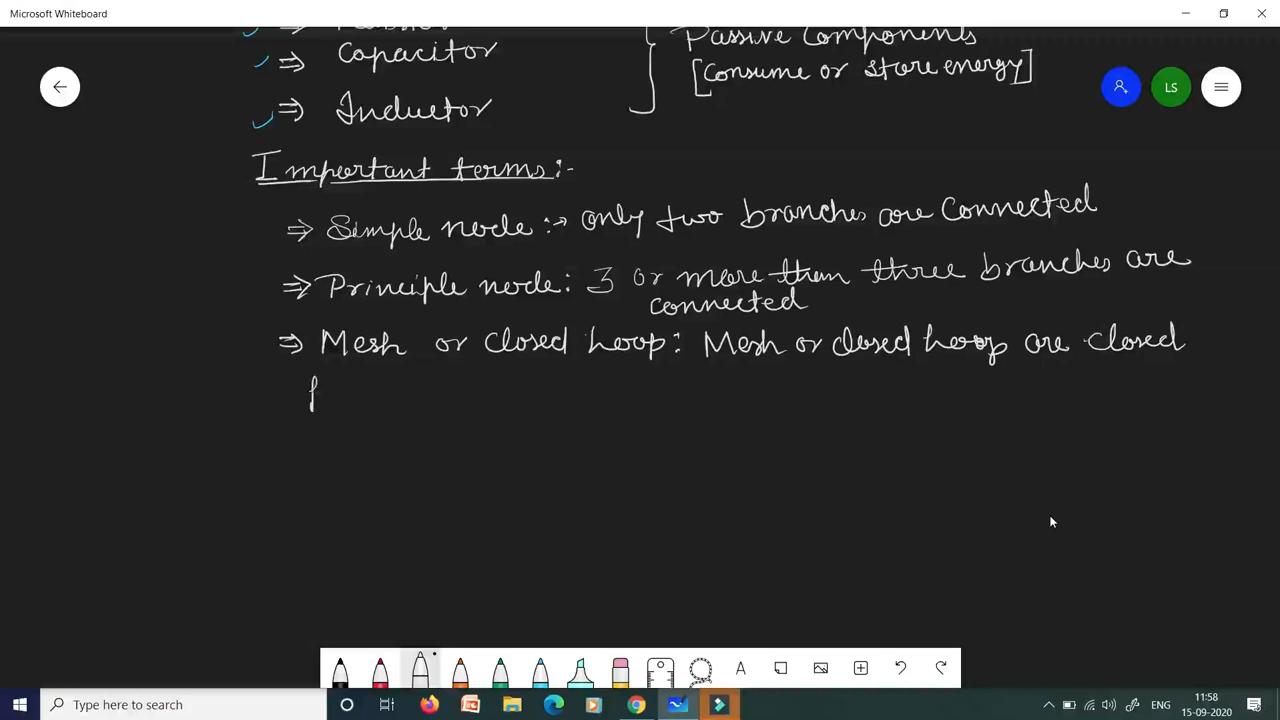 Microsoft Whiteboard
⇒ Capacitor
Passive Components
[Consume or store energy]
⇒ Inductor
LS
Important terms:-
⇒ Simple node :→ only two branches are Connected
⇒ Principle node: 3 or more than three branches are
connected
⇒ Mesh or closed loop: Mesh or closed loop are closed
A
Type here to search
ENG
11:58
15-09-2020